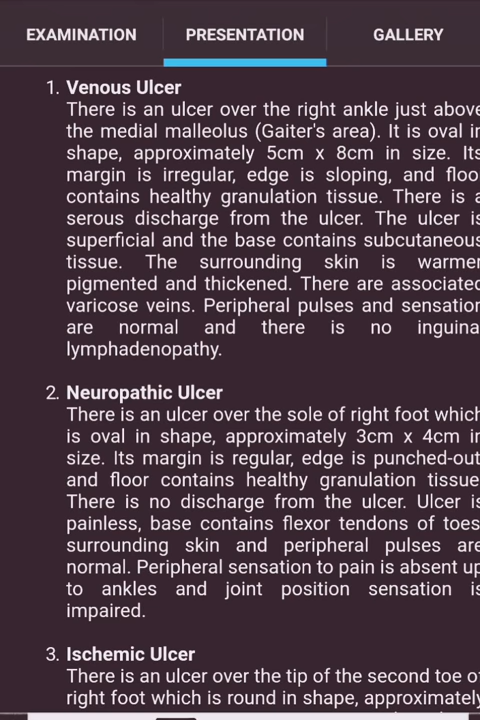 EXAMINATION PRESENTATION GALLERY
1. Venous Ulcer
There is an ulcer over the right ankle just above
the medial malleolus (Gaiter's area). It is oval in
shape, approximately 5cm x 8cm in size. Its
margin is irregular, edge is sloping, and floo
contains healthy granulation tissue. There is a
serous discharge from the ulcer. The ulcer is
superficial and the base contains subcutaneous
tissue. The surrounding skin is warmer
pigmented and thickened. There are associated
varicose veins. Peripheral pulses and sensation
are normal and there is no inguina
lymphadenopathy.
2. Neuropathic Ulcer
There is an ulcer over the sole of right foot which
is oval in shape, approximately 3cm x 4cm in
size. Its margin is regular, edge is punched-out
and floor contains healthy granulation tissue
There is no discharge from the ulcer. Ulcer is
painless, base contains flexor tendons of toes
surrounding skin and peripheral pulses are
normal. Peripheral sensation to pain is absent up
to ankles and joint position sensation is
impaired.
3. Ischemic Ulcer
There is an ulcer over the tip of the second toe of
right foot which is round in shape, approximately